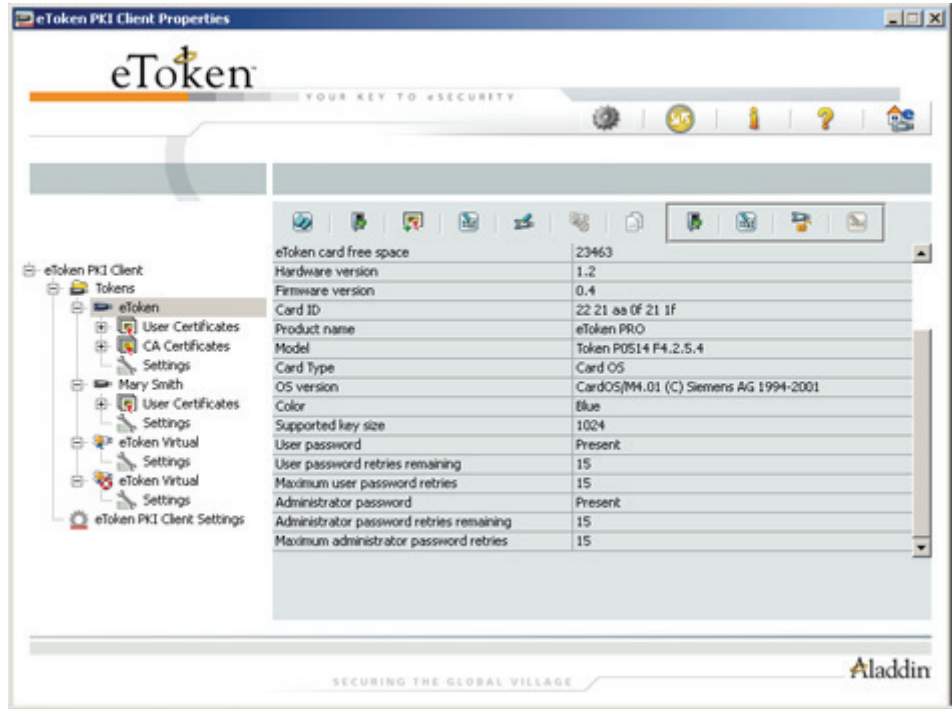 eToken PKI Client Properties
eToken
YOUR KEY TO eSECURITY
eToken PKI Client
Tokens
eToken
User Certificates
CA Certificates
Settings
Mary Smith
User Certificates
Settings
eToken Virtual
Settings
eToken Virtual
Settings
eToken PKI Client Settings
eToken card free space 23463
Hardware version 1.2
Firmware version 0.4
Card ID 22 21 aa 0f 21 1f
Product name eToken PRO
Model Token P0514 F4.2.5.4
Card Type Card OS
OS version CardOS/M4.01 (C) Siemens AG 1994-2001
Color Blue
Supported key size 1024
User password Present
User password retries remaining 15
Maximum user password retries 15
Administrator password Present
Administrator password retries remaining 15
Maximum administrator password retries 15
Aladdin
SECURING THE GLOBAL VILLAGE